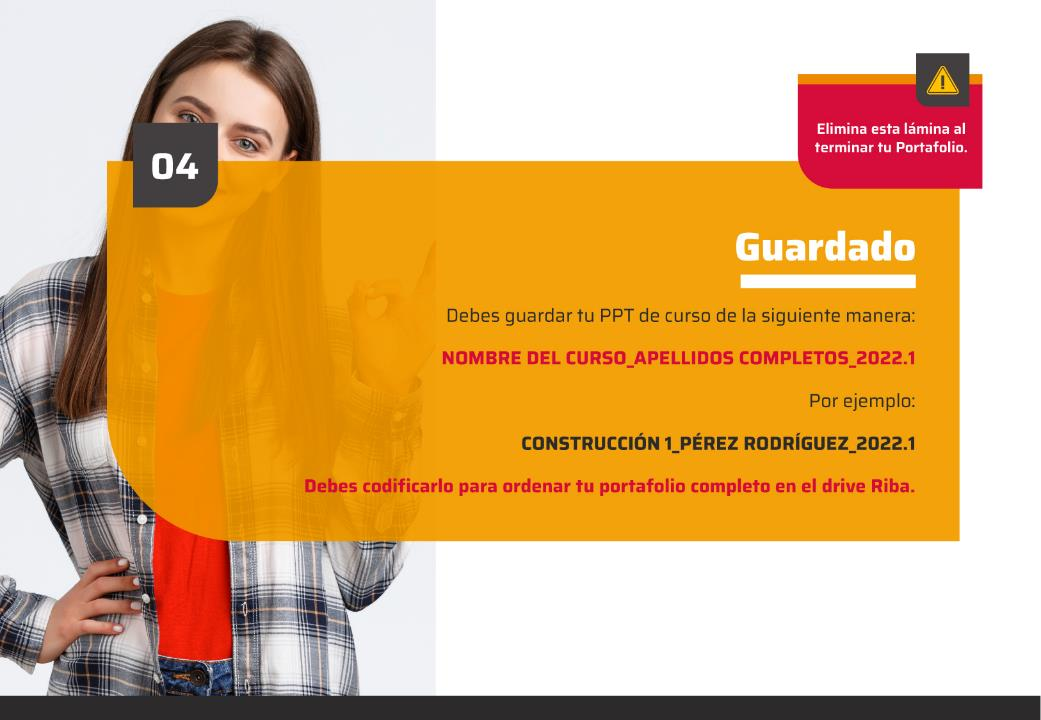 04
Elimina esta lámina al
terminar tu Portafolio.
Guardado
Debes guardar tu PPT de curso de la siguiente manera:
NOMBRE DEL CURSO_APELLIDOS COMPLETOS_2022.1
Por ejemplo:
CONSTRUCCIÓN 1_PÉREZ RODRÍGUEZ_2022.1
Debes codificarlo para ordenar tu portafolio completo en el drive Riba.